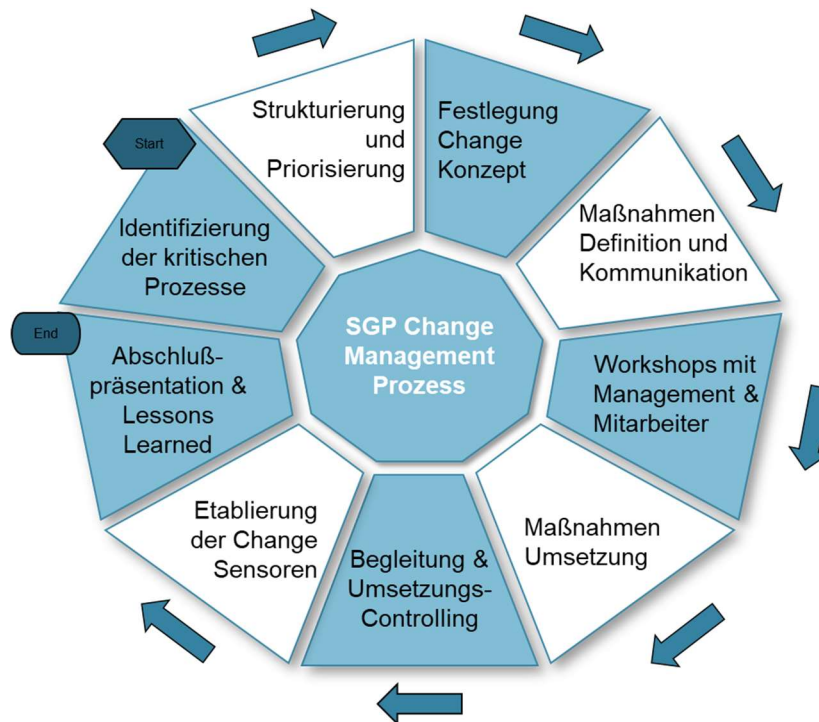 Start
Identifizierung
der kritischen
Prozesse
Strukturierung
und
Priorisierung
Festlegung
Change
Konzept
Maßnahmen
Definition und
Kommunikation
Workshops mit
Management &
Mitarbeiter
Maßnahmen
Umsetzung
Begleitung &
Umsetzungs-
Controlling
Etablierung
der Change
Sensoren
Abschluß-
präsentation &
Lessons
Learned
End
SGP Change
Management
Prozess